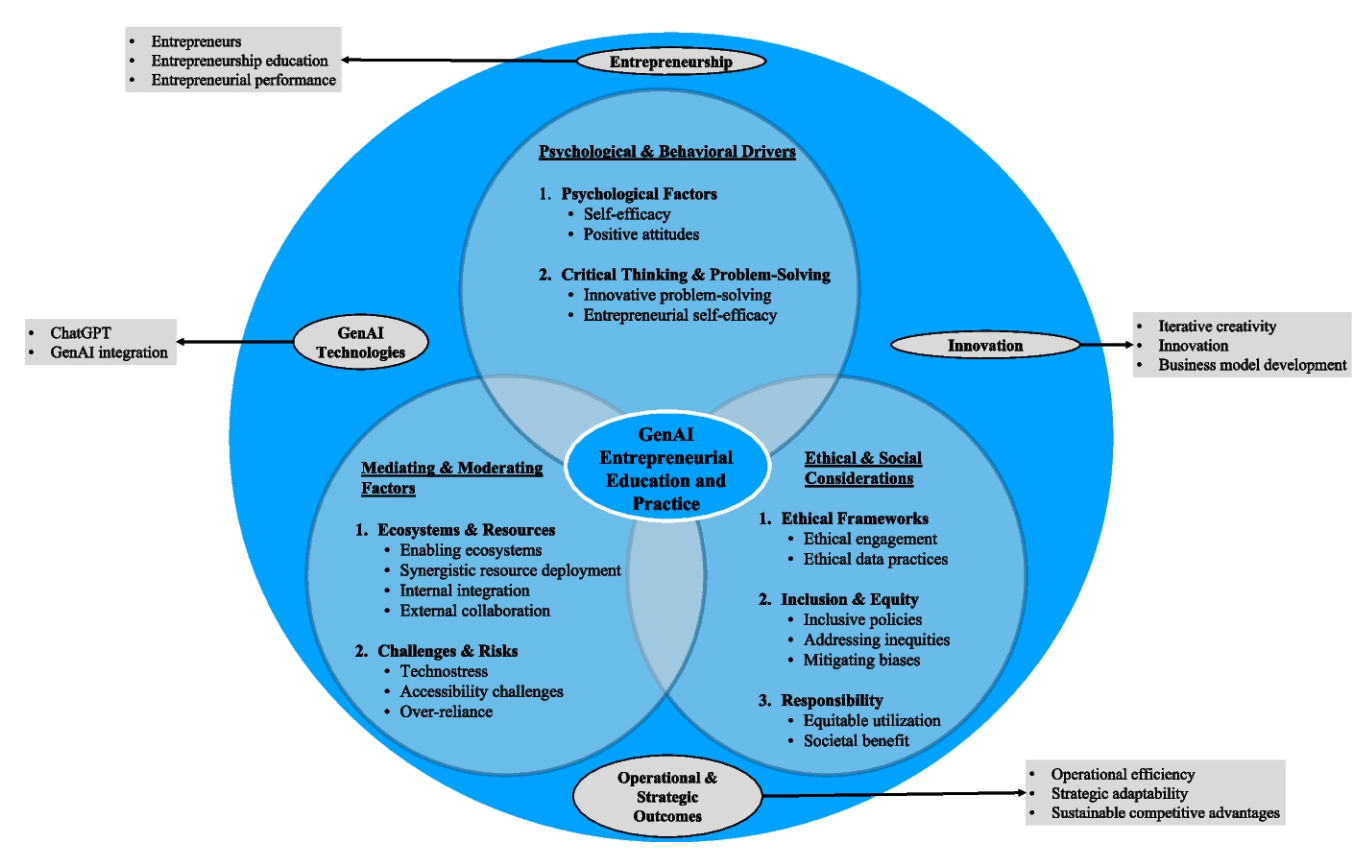 • Entrepreneurs
• Entrepreneurship education
• Entrepreneurial performance
Entrepreneurship
Psychological & Behavioral Drivers
1. Psychological Factors
• Self-efficacy
• Positive attitudes
2. Critical Thinking & Problem-Solving
• Innovative problem-solving
• Entrepreneurial self-efficacy
• ChatGPT
• GenAI integration
GenAI
Technologies
Innovation
• Iterative creativity
• Innovation
• Business model development
GenAI
Entrepreneurial
Education and
Practice
Mediating & Moderating
Factors
1. Ecosystems & Resources
• Enabling ecosystems
• Synergistic resource deployment
• Internal integration
• External collaboration
2. Challenges & Risks
• Technostress
• Accessibility challenges
• Over-reliance
Ethical & Social
Considerations
1. Ethical Frameworks
• Ethical engagement
• Ethical data practices
2. Inclusion & Equity
• Inclusive policies
• Addressing inequities
• Mitigating biases
3. Responsibility
• Equitable utilization
• Societal benefit
Operational &
Strategic
Outcomes
• Operational efficiency
• Strategic adaptability
• Sustainable competitive advantages